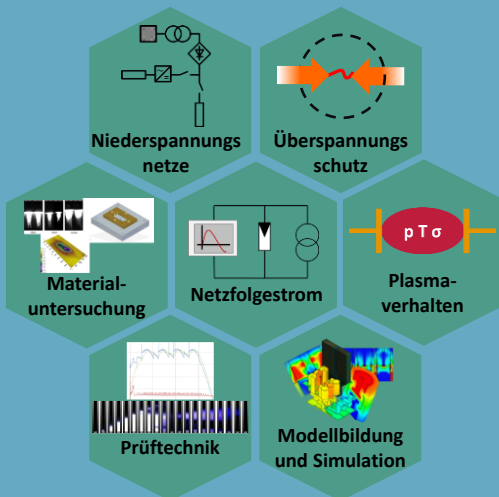 Niederspannungs
netze
Überspannungs
schutz
Material-
untersuchung
Netzfolgestrom
p T σ
Plasma-
verhalten
Prüftechnik
Modellbildung
und Simulation